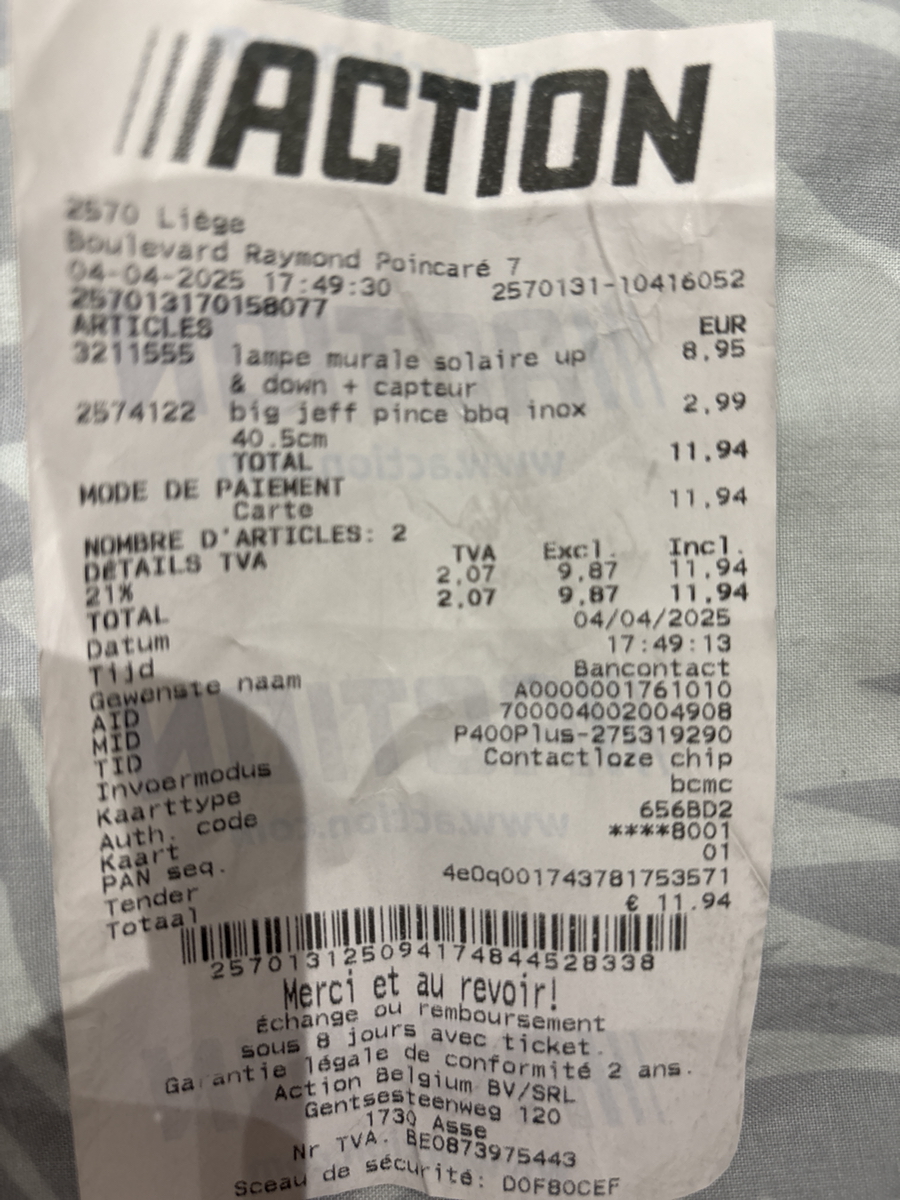 ACTION
2570 Liège
Boulevard Raymond Poincaré 7
04-04-2025 17:49:30 2570131-10416052
257013170158077
ARTICLES EUR
3211555 lampe murale solaire up 8,95
& down + capteur
2574122 big jeff pince bbq inox 2,99
40.5cm
TOTAL 11,94
MODE DE PAIEMENT
Carte 11,94
NOMBRE D'ARTICLES: 2
DÉTAILS TVA TVA Excl. Incl.
21% 2,07 9,87 11,94
TOTAL 2,07 9,87 11,94
Datum 04/04/2025
Tijd 17:49:13
Gewenste naam Bancontact
AID A0000001761010
MID 700004002004908
TID P400Plus-275319290
Invoermodus Contactloze chip
Kaarttype bcmc
Auth. code 656BD2
Kaart ****8001
PAN seq. 01
Tender 4e0q001743781753571
Totaal € 11.94
257013125094174844528338
Merci et au revoir!
Échange ou remboursement
sous 8 jours avec ticket.
Garantie légale de conformité 2 ans.
Action Belgium BV/SRL
Gentsesteenweg 120
1730 Asse
Nr TVA. BE0873975443
Sceau de sécurité: D0F80CEF